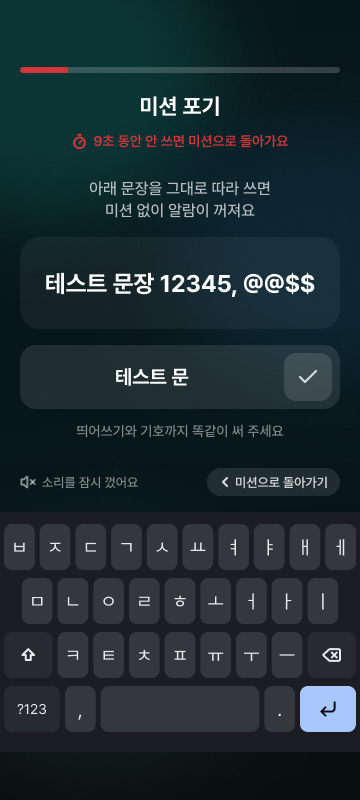 미션 포기
9초 동안 안 쓰면 미션으로 돌아가요
아래 문장을 그대로 따라 쓰면
미션 없이 알람이 꺼져요
테스트 문장 12345, @@$$
테스트 문
띄어쓰기와 기호까지 똑같이 써 주세요
소리를 잠시 껐어요
미션으로 돌아가기
ㅂ ㅈ ㄷ ㄱ ㅅ ㅛ ㅕ ㅑ ㅐ ㅔ
ㅁ ㄴ ㅇ ㄹ ㅎ ㅗ ㅓ ㅏ ㅣ
ㅋ ㅌ ㅊ ㅍ ㅠ ㅜ ㅡ
?123 , .